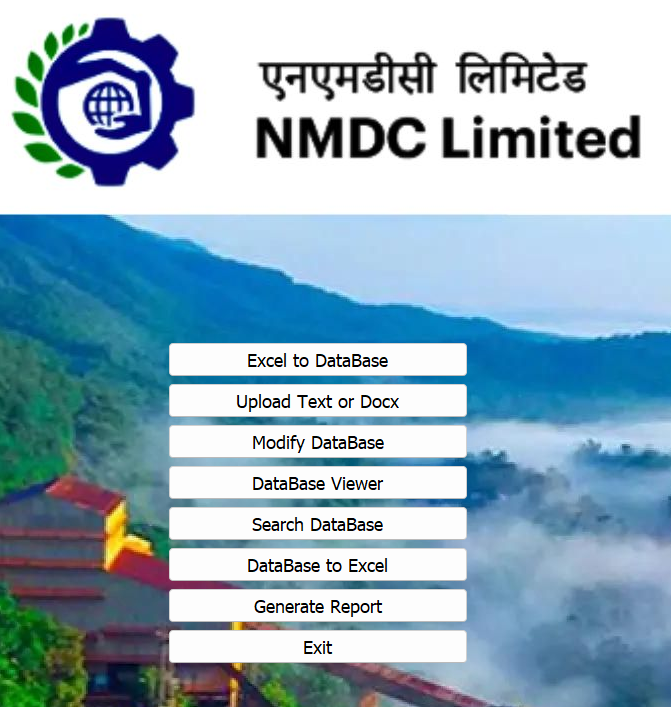 एनएमडीसी लिमिटेड
NMDC Limited
Excel to DataBase
Upload Text or Docx
Modify DataBase
DataBase Viewer
Search DataBase
DataBase to Excel
Generate Report
Exit